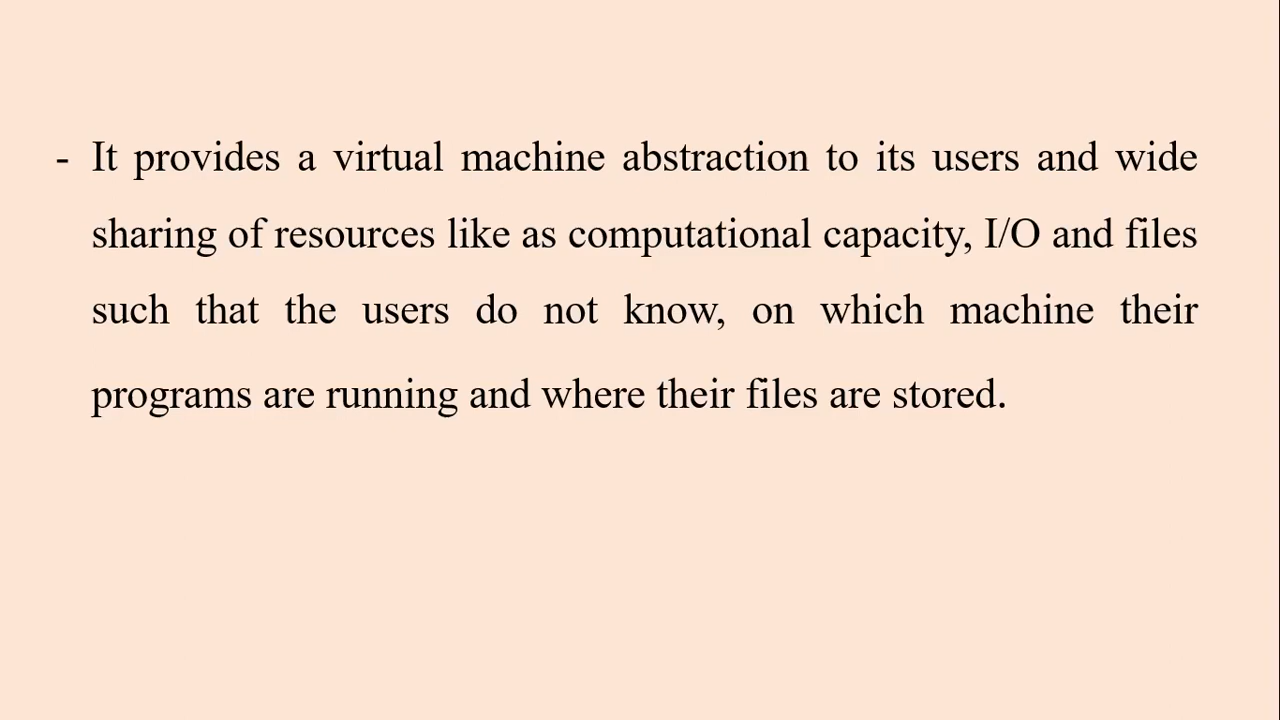 - It provides a virtual machine abstraction to its users and wide
sharing of resources like as computational capacity, I/O and files
such that the users do not know, on which machine their
programs are running and where their files are stored.